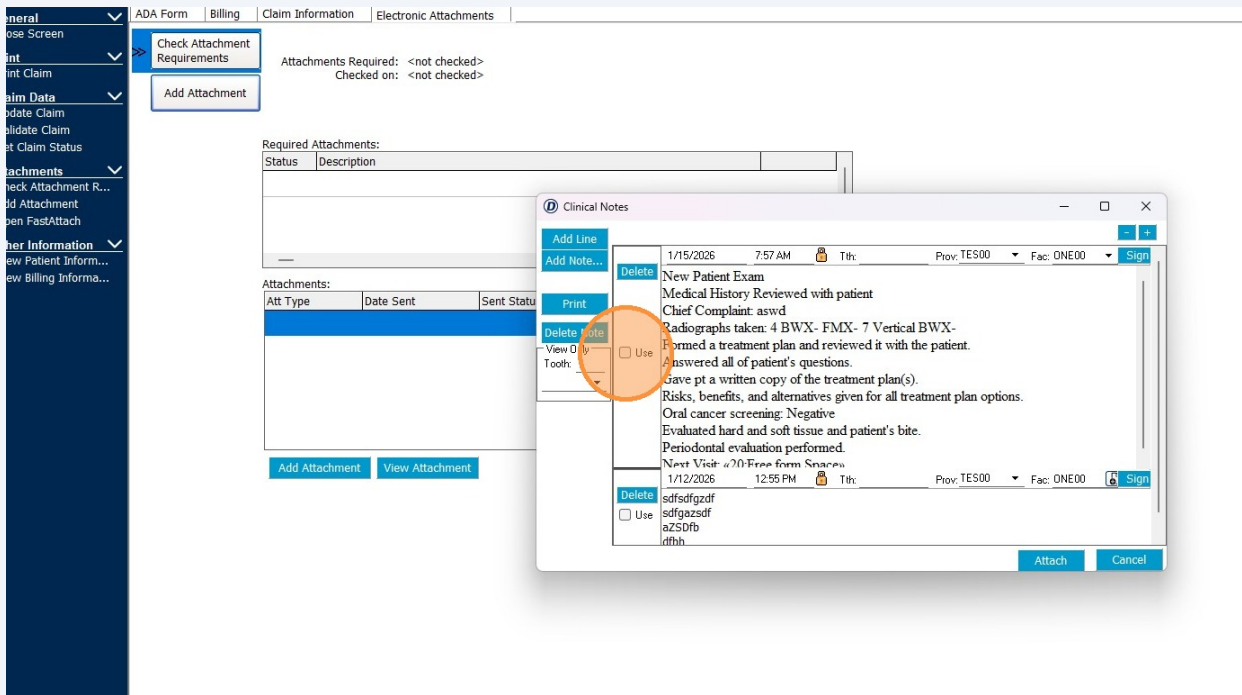 ADA Form Billing Claim Information Electronic Attachments
eneral
ose Screen
int
rint Claim
aim Data
pdate Claim
alidate Claim
et Claim Status
tachments
heck Attachment R...
dd Attachment
pen FastAttach
her Information
ew Patient Inform...
ew Billing Informa...
Check Attachment
Requirements
Add Attachment
Attachments Required: <not checked>
Checked on: <not checked>
Required Attachments:
Status Description
Attachments:
Att Type Date Sent Sent Statu
Add Attachment View Attachment
Clinical Notes
- +
Add Line
Add Note...
Print
Delete Note
View Only
Tooth:
1/15/2026 7:57 AM Tth: Prov: TES00 Fac: ONE00 Sign
Delete
Use
New Patient Exam
Medical History Reviewed with patient
Chief Complaint: aswd
Radiographs taken: 4 BWX- FMX- 7 Vertical BWX-
Formed a treatment plan and reviewed it with the patient.
Answered all of patient's questions.
Gave pt a written copy of the treatment plan(s).
Risks, benefits, and alternatives given for all treatment plan options.
Oral cancer screening: Negative
Evaluated hard and soft tissue and patient's bite.
Periodontal evaluation performed.
Next Visit: «20:Free form Space»
1/12/2026 12:55 PM Tth: Prov: TES00 Fac: ONE00 Sign
Delete
Use
sdfsdfgzdf
sdfgazsdf
aZSDfb
dfbh
Attach Cancel